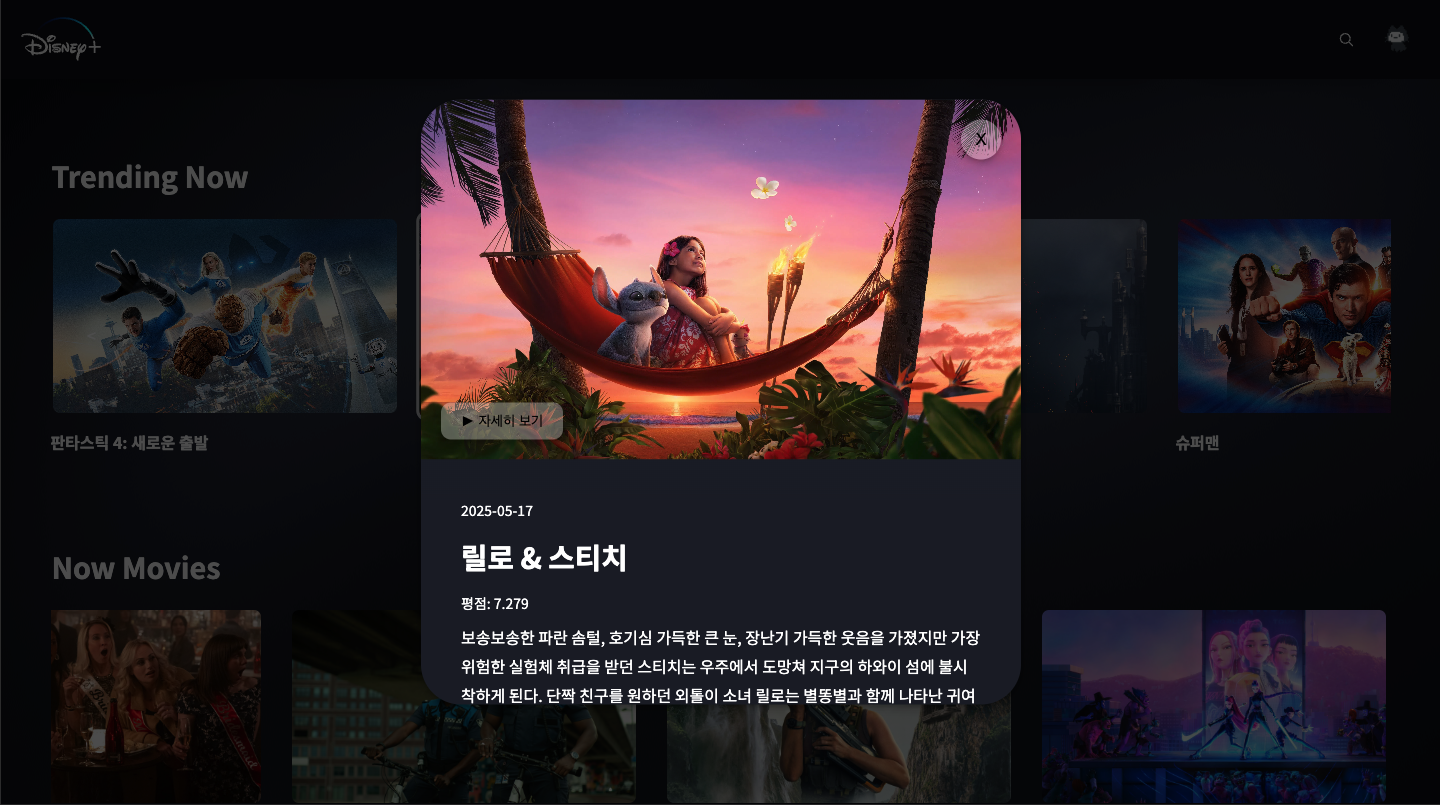 Disney+
Trending Now
X
▶ 자세히 보기
판타스틱 4: 새로운 출발
슈퍼맨
2025-05-17
릴로 & 스티치
평점: 7.279
보송보송한 파란 솜털, 호기심 가득한 큰 눈, 장난기 가득한 웃음을 가졌지만 가장
위험한 실험체 취급을 받던 스티치는 우주에서 도망쳐 지구의 하와이 섬에 불시
착하게 된다. 단짝 친구를 원하던 외톨이 소녀 릴로는 별똥별과 함께 나타난 귀여
Now Movies